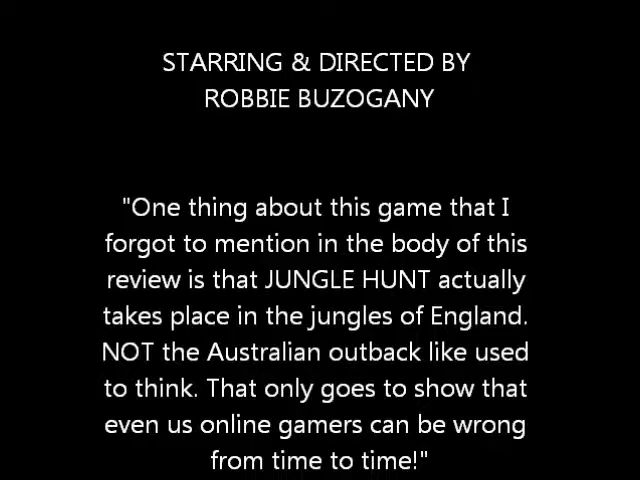 STARRING & DIRECTED BY
ROBBIE BUZOGANY
"One thing about this game that I
forgot to mention in the body of this
review is that JUNGLE HUNT actually
takes place in the jungles of England.
NOT the Australian outback like used
to think. That only goes to show that
even us online gamers can be wrong
from time to time!"